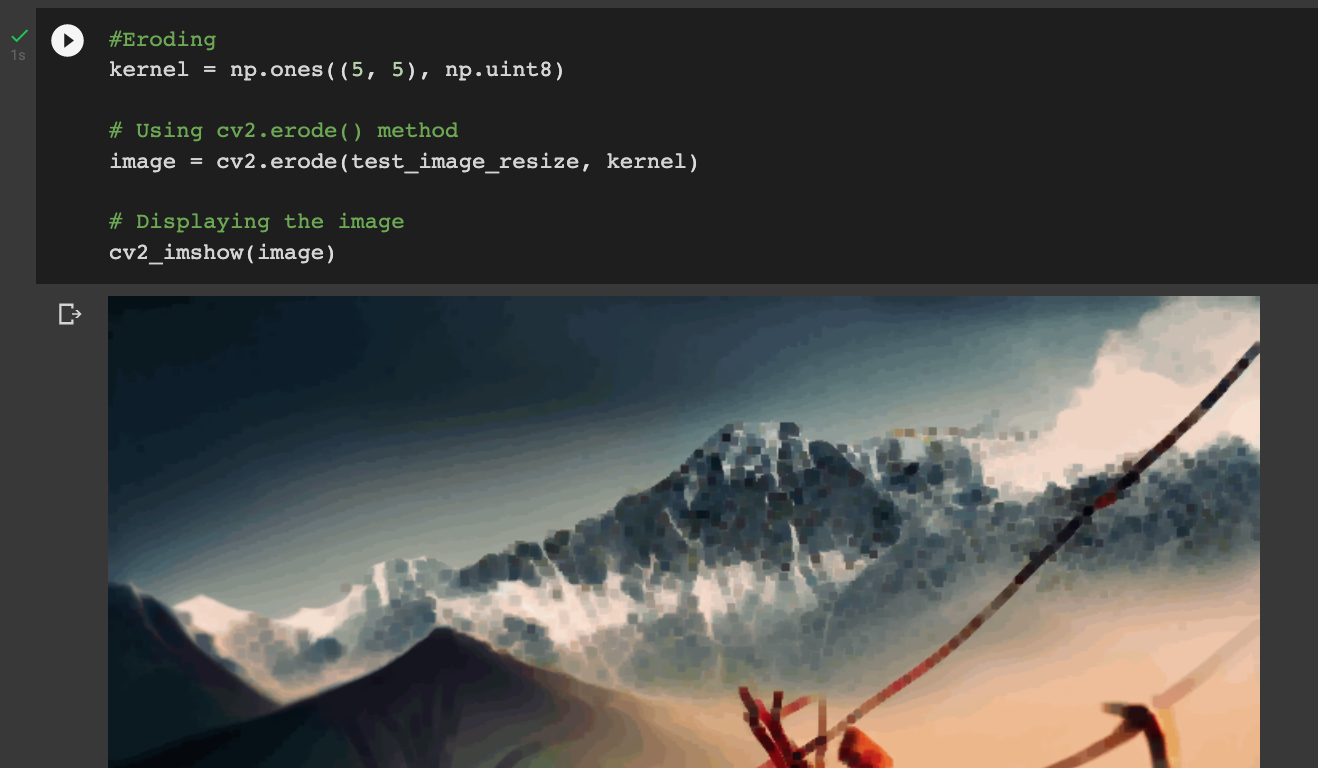 #Eroding
1s
kernel = np.ones((5, 5), np.uint8)
# Using cv2.erode() method
image = cv2.erode(test_image_resize, kernel)
# Displaying the image
cv2_imshow(image)